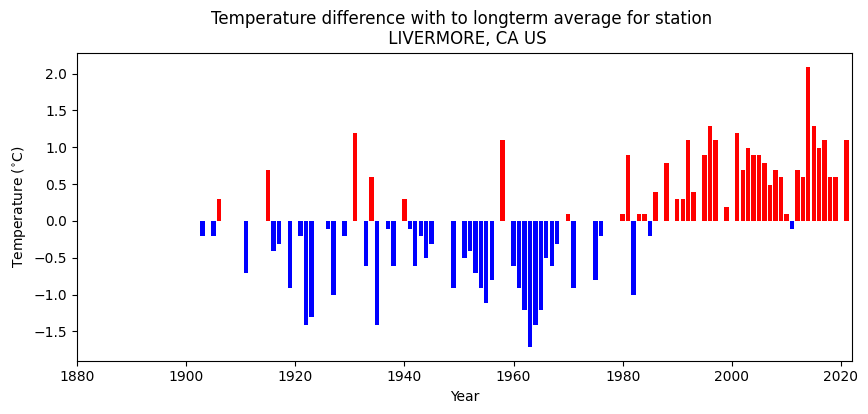 Temperature difference with to longterm average for station
LIVERMORE, CA US
2.0
1.5
1.0
0.5
0.0
−0.5
−1.0
−1.5
Temperature (°C)
1880 1900 1920 1940 1960 1980 2000 2020
Year